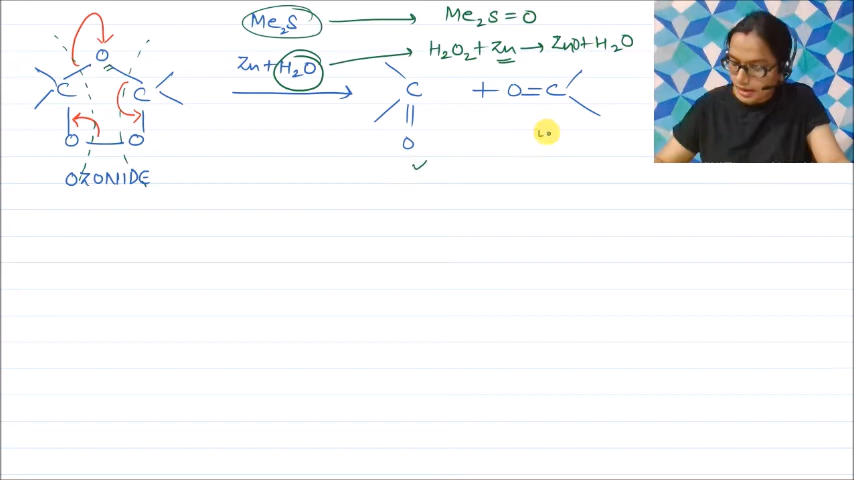 Me₂S → Me₂S=O
Zn+H₂O → H₂O₂+Zn → ZnO+H₂O
O
C C
O O
C
O
+ O=C
OZONIDE